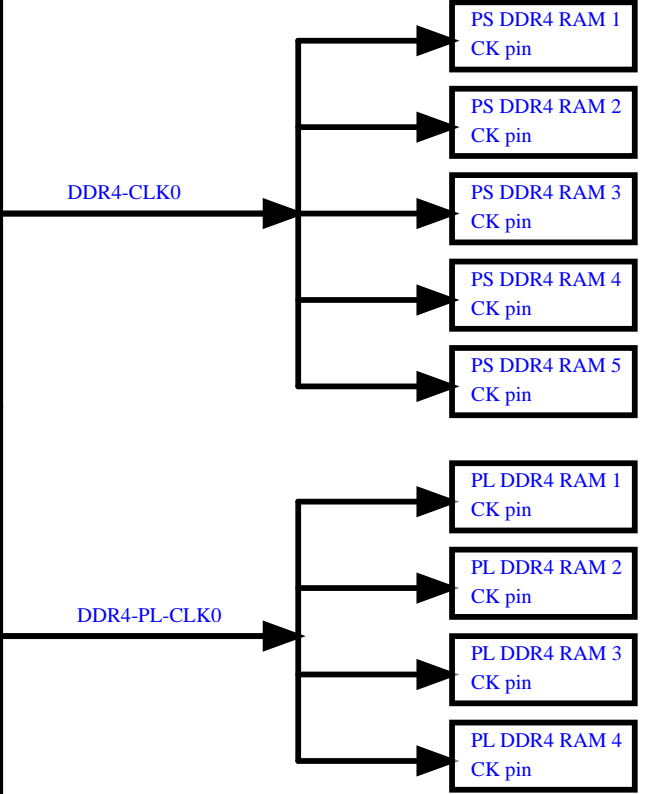 PS DDR4 RAM 1
CK pin
PS DDR4 RAM 2
CK pin
DDR4-CLK0
PS DDR4 RAM 3
CK pin
PS DDR4 RAM 4
CK pin
PS DDR4 RAM 5
CK pin
PL DDR4 RAM 1
CK pin
PL DDR4 RAM 2
CK pin
DDR4-PL-CLK0
PL DDR4 RAM 3
CK pin
PL DDR4 RAM 4
CK pin